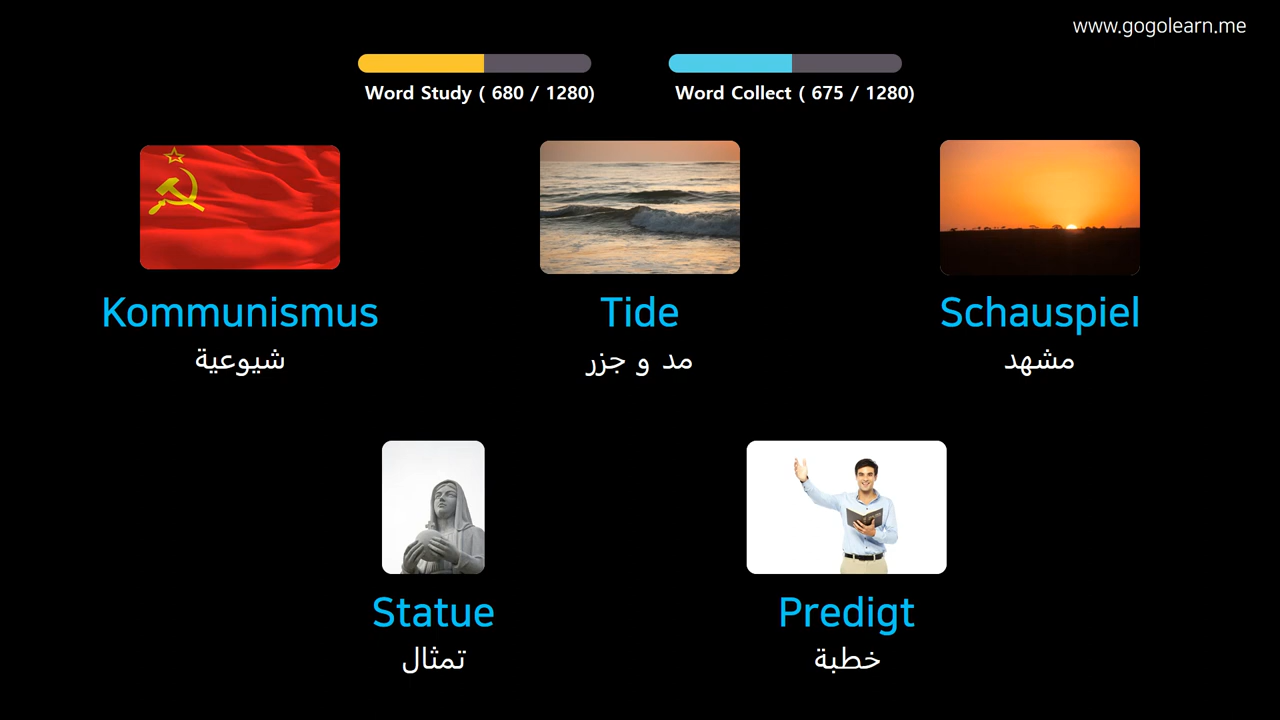 www.gogolearn.me
Word Study ( 680 / 1280)
Word Collect ( 675 / 1280)
Kommunismus
شيوعية
Tide
مد و جزر
Schauspiel
مشهد
Statue
تمثال
Predigt
خطبة